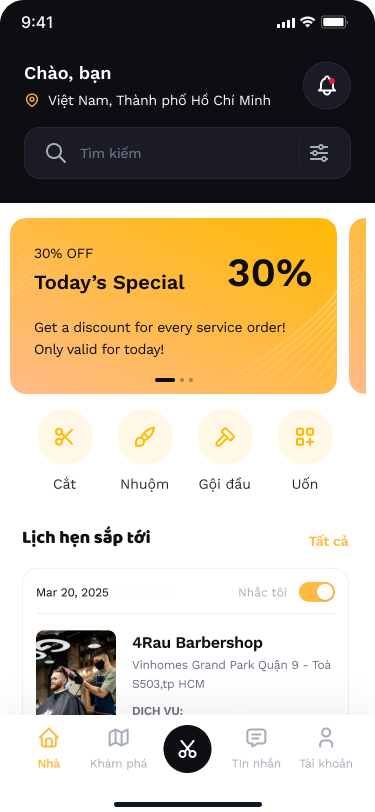 9:41
Chào, bạn
Việt Nam, Thành phố Hồ Chí Minh
Tìm kiếm
30% OFF
Today's Special
30%
Get a discount for every service order!
Only valid for today!
Cắt
Nhuộm
Gội đầu
Uốn
Lịch hẹn sắp tới
Tất cả
Mar 20, 2025
Nhắc tôi
4Rau Barbershop
Vinhomes Grand Park Quận 9 - Toà
S503,tp HCM
DỊCH VỤ:
Nhà
Khám phá
TIn nhắn
Tài khoản